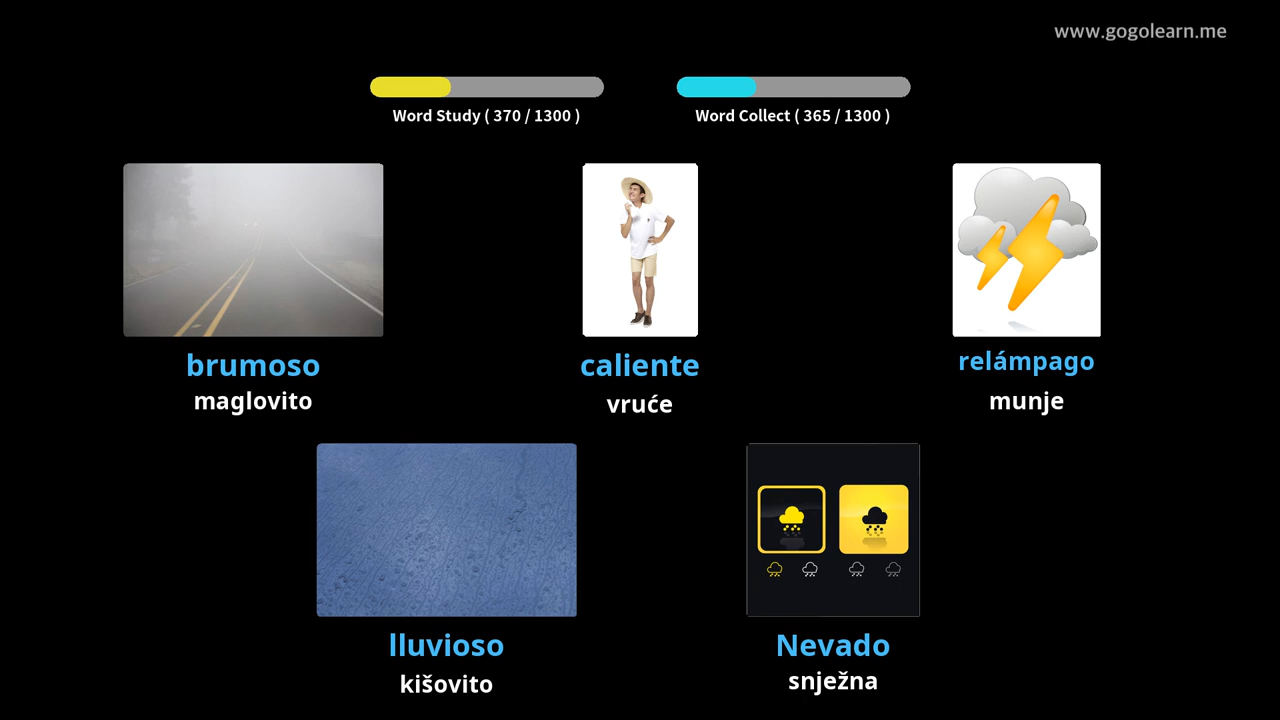 www.gogolearn.me
Word Study ( 370 / 1300 )
Word Collect ( 365 / 1300 )
brumoso
maglovito
caliente
vruće
relámpago
munje
lluvioso
kišovito
Nevado
snježna